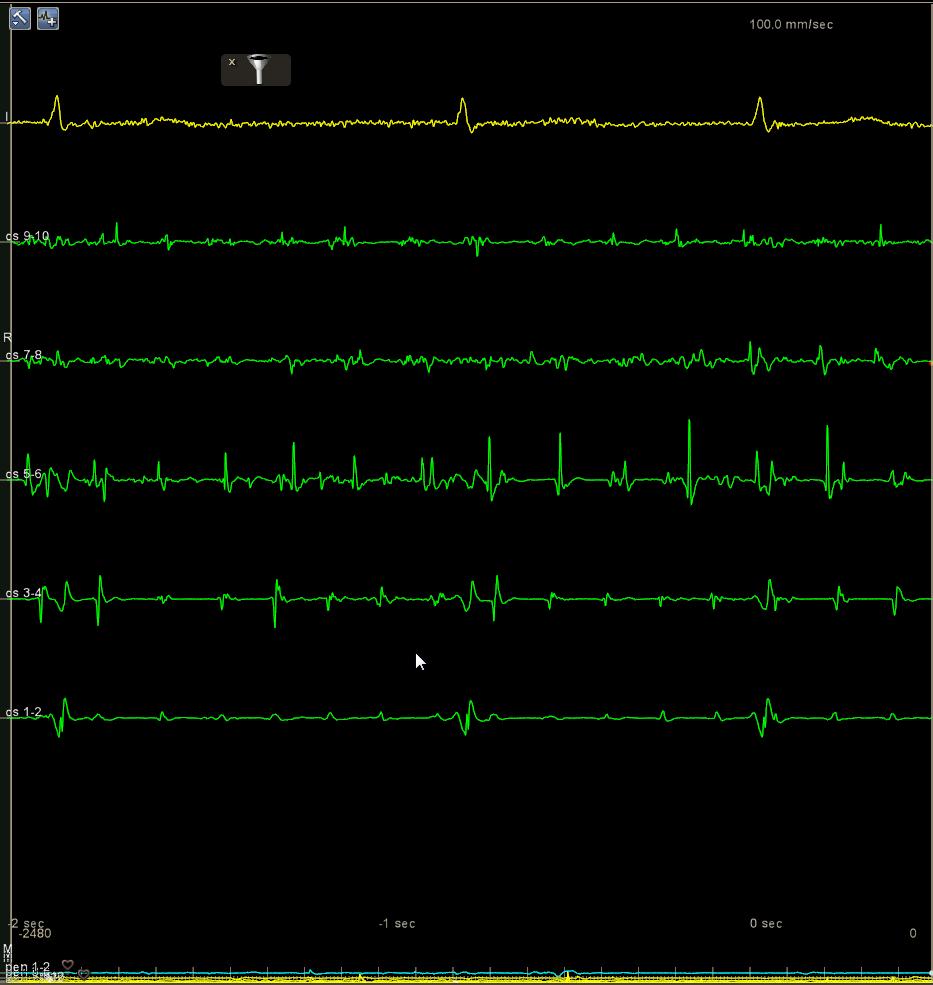 100.0 mm/sec
x
I
cs 9-10
R
cs 7-8
cs 5-6
cs 3-4
cs 1-2
-2 sec
-1 sec
0 sec
-2480
0
M
pen 1-2